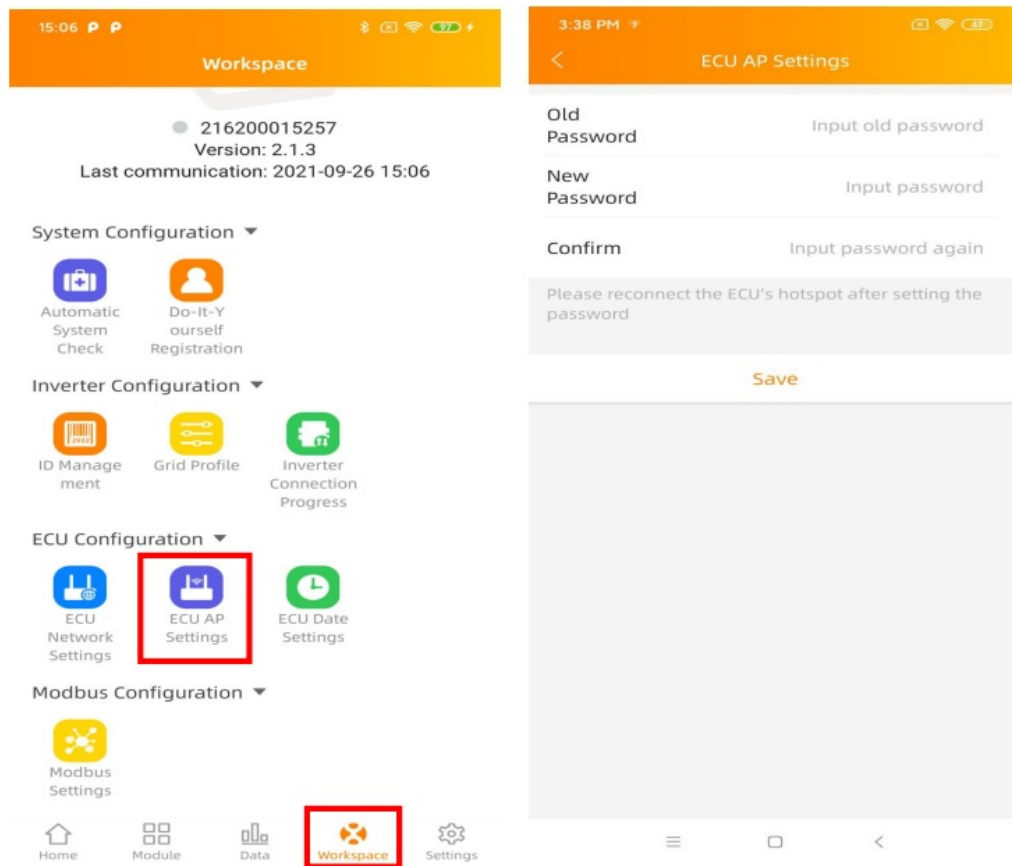 15:06
97
Workspace
216200015257
Version: 2.1.3
Last communication: 2021-09-26 15:06
System Configuration
Automatic
System
Check
Do-It-Y
ourself
Registration
Inverter Configuration
ID Manage
ment
Grid Profile
Inverter
Connection
Progress
ECU Configuration
ECU
Network
Settings
ECU AP
Settings
ECU Date
Settings
Modbus Configuration
Modbus
Settings
Home
Module
Data
Workspace
Settings
3:38 PM
ECU AP Settings
Old
Password
Input old password
New
Password
Input password
Confirm
Input password again
Please reconnect the ECU's hotspot after setting the
password
Save